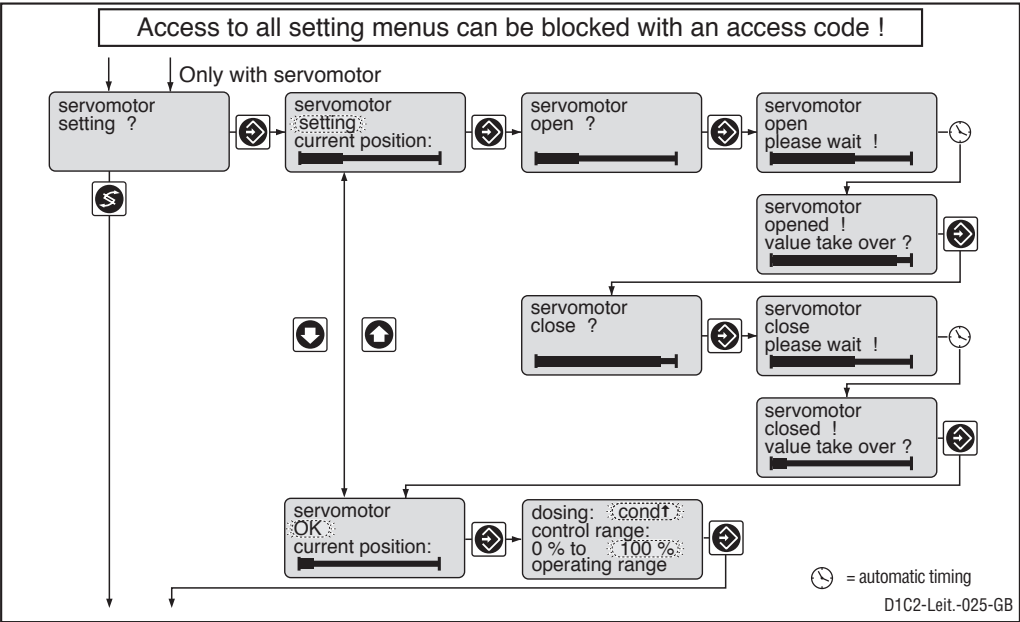 Access to all setting menus can be blocked with an access code !
Only with servomotor
servomotor
setting ?
servomotor
setting
current position:
servomotor
open ?
servomotor
open
please wait !
servomotor
opened !
value take over ?
servomotor
close ?
servomotor
close
please wait !
servomotor
closed !
value take over ?
servomotor
OK
current position:
dosing: cond↑
control range:
0 % to 100 %
operating range
= automatic timing
D1C2-Leit.-025-GB